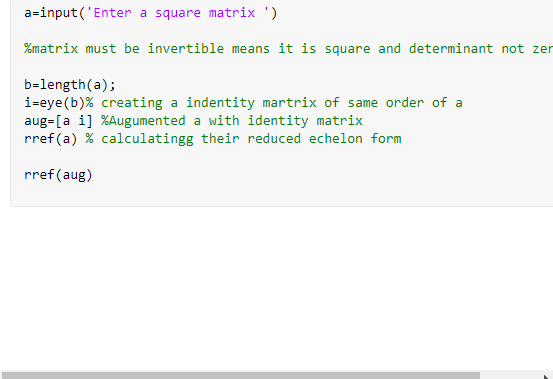 a=input('Enter a square matrix ')
%matrix must be invertible means it is square and determinant not
b=length(a);
i=eye(b)% creating a indentity martrix of same order of a
aug=[a i] %Augumented a with identity matrix
rref(a) % calculatingg their reduced echelon form
rref(aug)